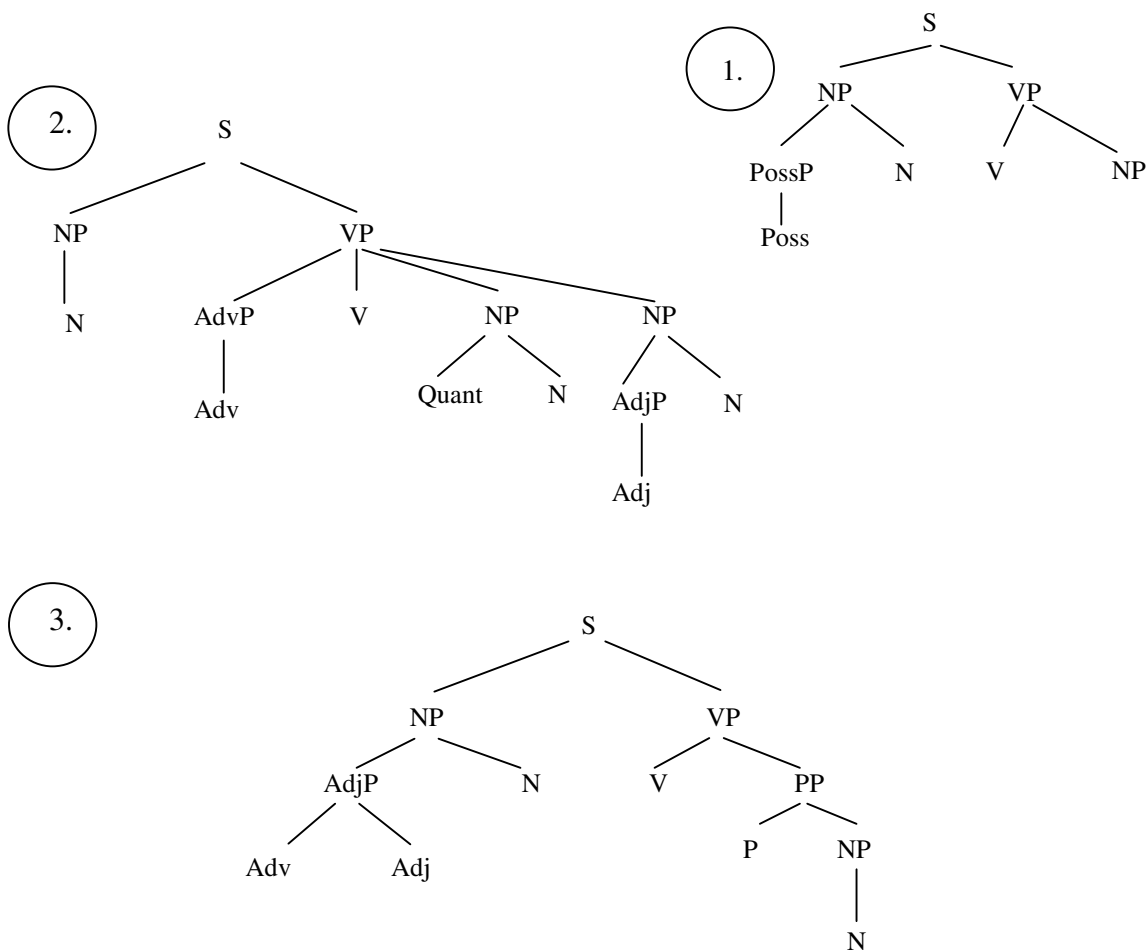 1.
S
NP VP
PossP N V NP
Poss
2.
S
NP VP
N AdvP V NP NP
Adv Quant N AdjP N
Adj
3.
S
NP VP
AdjP N V PP
Adv Adj P NP
N